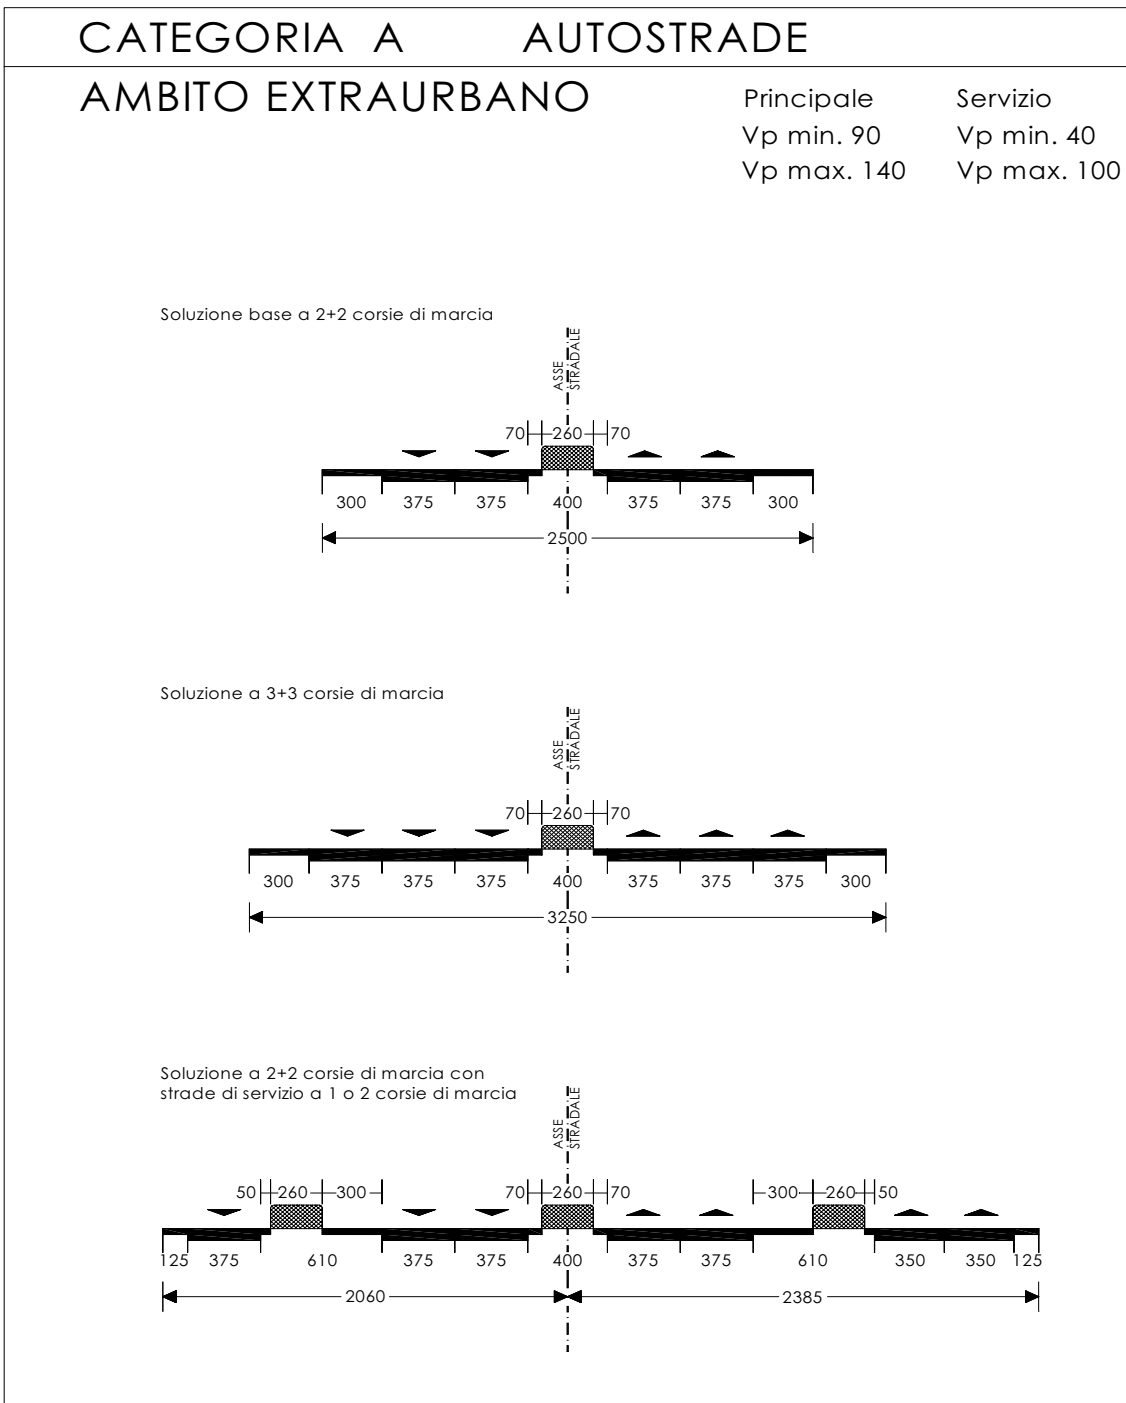 CATEGORIA A AUTOSTRADE
AMBITO EXTRAURBANO
Principale Servizio
Vp min. 90 Vp min. 40
Vp max. 140 Vp max. 100
Soluzione base a 2+2 corsie di marcia
ASSE
STRADALE
70 260 70
300 375 375 400 375 375 300
2500
Soluzione a 3+3 corsie di marcia
ASSE
STRADALE
70 260 70
300 375 375 375 400 375 375 375 300
3250
Soluzione a 2+2 corsie di marcia con
strade di servizio a 1 o 2 corsie di marcia
ASSE
STRADALE
50 260 300 70 260 70 300 260 50
125 375 610 375 375 400 375 375 610 350 350 125
2060 2385